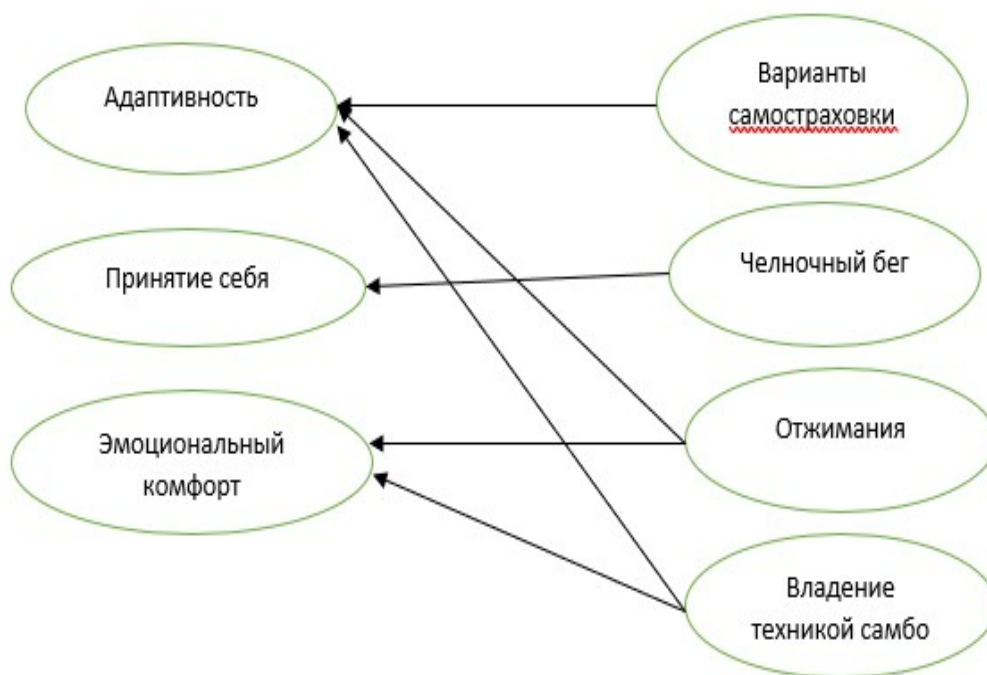 Адаптивность
Принятие себя
Эмоциональный
комфорт
Варианты
самостраховки
Челночный бег
Отжимания
Владение
техникой самбо